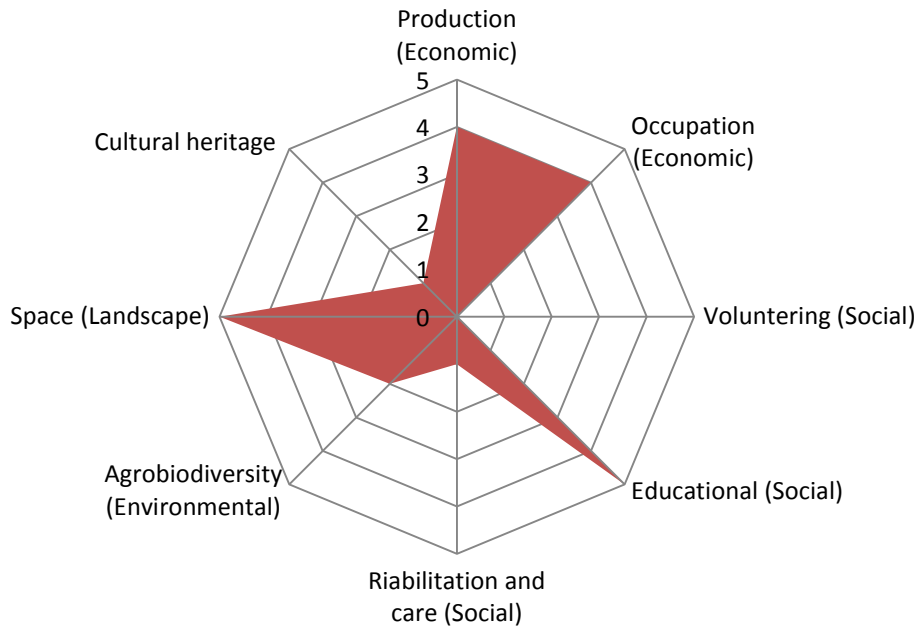 Production
(Economic)
5
4
3
2
1
0
Occupation
(Economic)
Voluntering (Social)
Educational (Social)
Riabilitation and
care (Social)
Agrobiodiversity
(Environmental)
Space (Landscape)
Cultural heritage